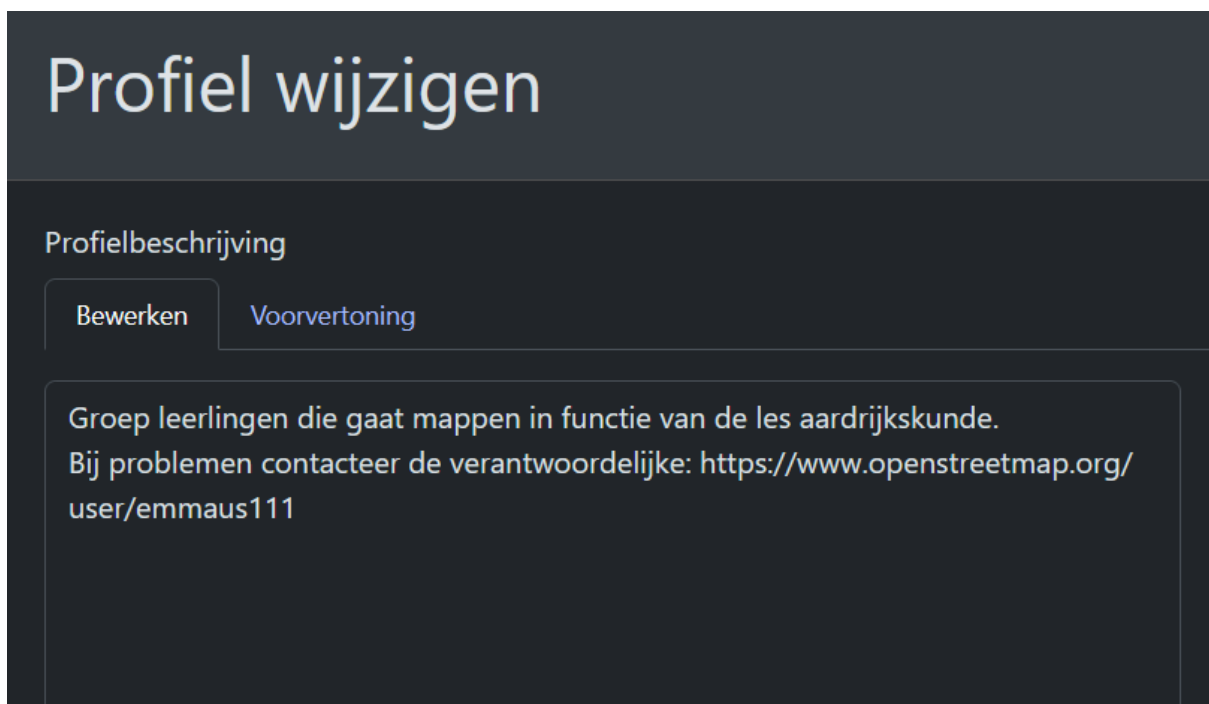 Profiel wijzigen
Profielbeschrijving
Bewerken
Voorvertoning
Groep leerlingen die gaat mappen in functie van de les aardrijkskunde.
Bij problemen contacteer de verantwoordelijke: https://www.openstreetmap.org/
user/emmaus111